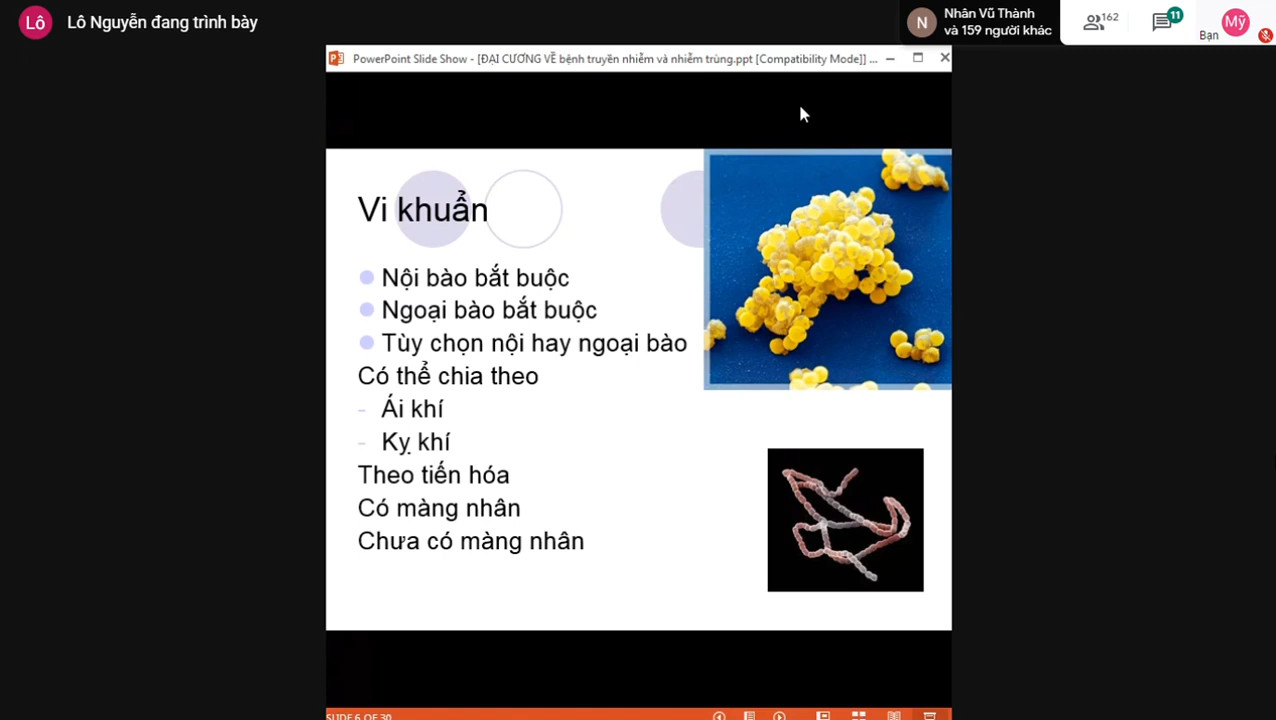 Lô
Lô Nguyễn đang trình bày
N
Nhân Vũ Thành
và 159 người khác
162
11
Mỹ
Bạn
PowerPoint Slide Show - [ĐẠI CƯƠNG VỀ bệnh truyền nhiễm và nhiễm trùng.ppt [Compatibility Mode]] ...
Vi khuẩn
Nội bào bắt buộc
Ngoại bào bắt buộc
Tùy chọn nội hay ngoại bào
Có thể chia theo
- Ái khí
- Kỵ khí
Theo tiến hóa
Có màng nhân
Chưa có màng nhân
SLIDE 6 OF 30